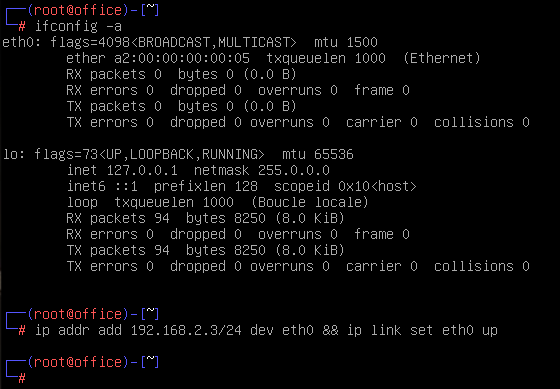 ┌──(root@office)-[~]
└─# ifconfig -a
eth0: flags=4098<BROADCAST,MULTICAST>  mtu 1500
        ether a2:00:00:00:00:05  txqueuelen 1000  (Ethernet)
        RX packets 0  bytes 0 (0.0 B)
        RX errors 0  dropped 0  overruns 0  frame 0
        TX packets 0  bytes 0 (0.0 B)
        TX errors 0  dropped 0 overruns 0  carrier 0  collisions 0

lo: flags=73<UP,LOOPBACK,RUNNING>  mtu 65536
        inet 127.0.0.1  netmask 255.0.0.0
        inet6 ::1  prefixlen 128  scopeid 0x10<host>
        loop  txqueuelen 1000  (Boucle locale)
        RX packets 94  bytes 8250 (8.0 KiB)
        RX errors 0  dropped 0  overruns 0  frame 0
        TX packets 94  bytes 8250 (8.0 KiB)
        TX errors 0  dropped 0 overruns 0  carrier 0  collisions 0

┌──(root@office)-[~]
└─# ip addr add 192.168.2.3/24 dev eth0 && ip link set eth0 up

┌──(root@office)-[~]
└─#